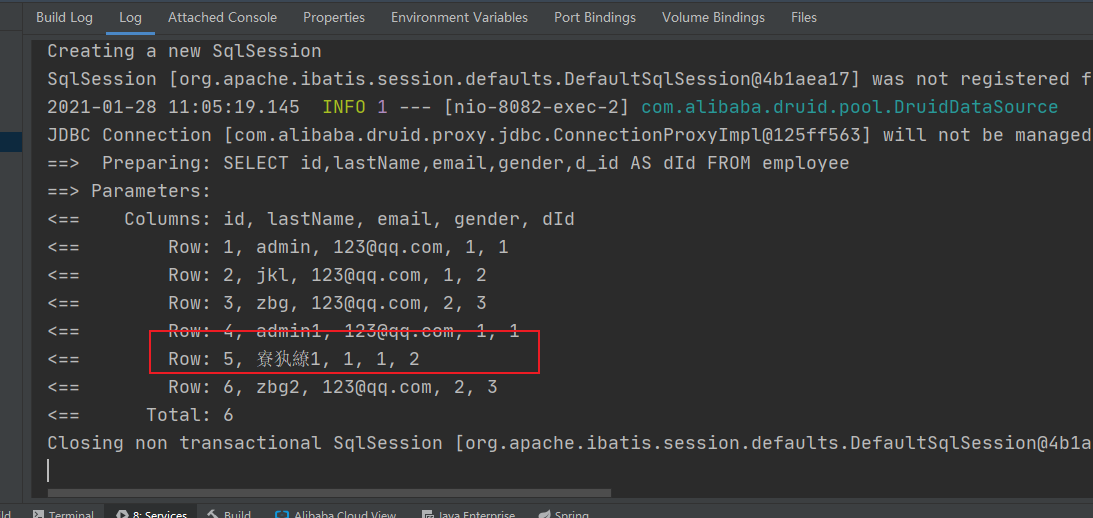 Build Log Log Attached Console Properties Environment Variables Port Bindings Volume Bindings Files
Creating a new SqlSession
SqlSession [org.apache.ibatis.session.defaults.DefaultSqlSession@4b1aea17] was not registered f
2021-01-28 11:05:19.145  INFO 1 --- [nio-8082-exec-2] com.alibaba.druid.pool.DruidDataSource
JDBC Connection [com.alibaba.druid.proxy.jdbc.ConnectionProxyImpl@125ff563] will not be managed
==>  Preparing: SELECT id,lastName,email,gender,d_id AS dId FROM employee
==> Parameters:
<==    Columns: id, lastName, email, gender, dId
<==        Row: 1, admin, 123@qq.com, 1, 1
<==        Row: 2, jkl, 123@qq.com, 1, 2
<==        Row: 3, zbg, 123@qq.com, 2, 3
<==        Row: 4, admin1, 123@qq.com, 1, 1
<==        Row: 5, 寮犱繚1, 1, 1, 2
<==        Row: 6, zbg2, 123@qq.com, 2, 3
<==      Total: 6
Closing non transactional SqlSession [org.apache.ibatis.session.defaults.DefaultSqlSession@4b1a
ld Terminal 8: Services Build Alibaba Cloud View Java Enterprise Spring